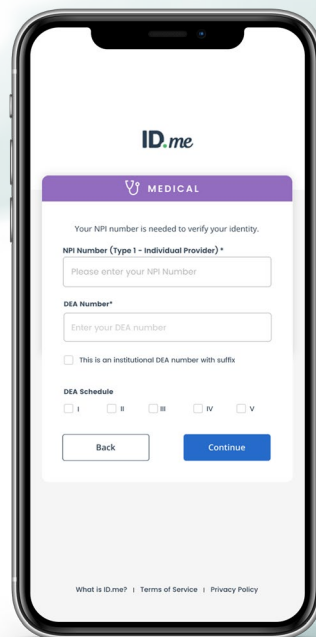 ID.me
MEDICAL
Your NPI number is needed to verify your identity.
NPI Number (Type 1 - Individual Provider) *
Please enter your NPI Number
DEA Number*
Enter your DEA number
This is an institutional DEA number with suffix
DEA Schedule
I II III IV V
Back Continue
What is ID.me? | Terms of Service | Privacy Policy